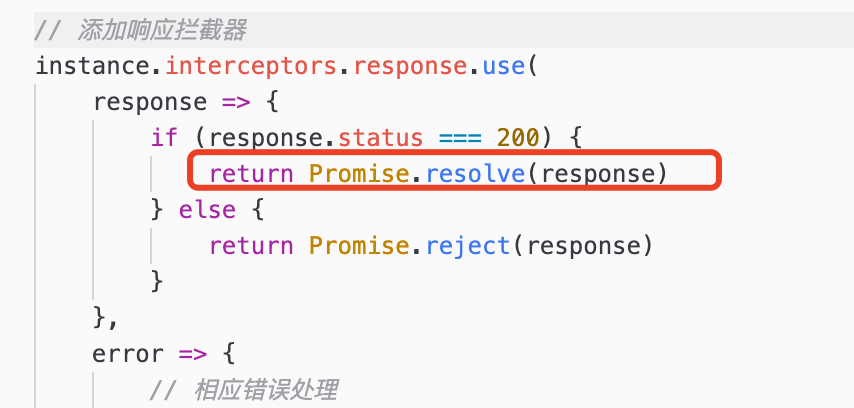 // 添加响应拦截器
instance.interceptors.response.use(
response => {
if (response.status === 200) {
return Promise.resolve(response)
} else {
return Promise.reject(response)
}
},
error => {
// 相应错误处理